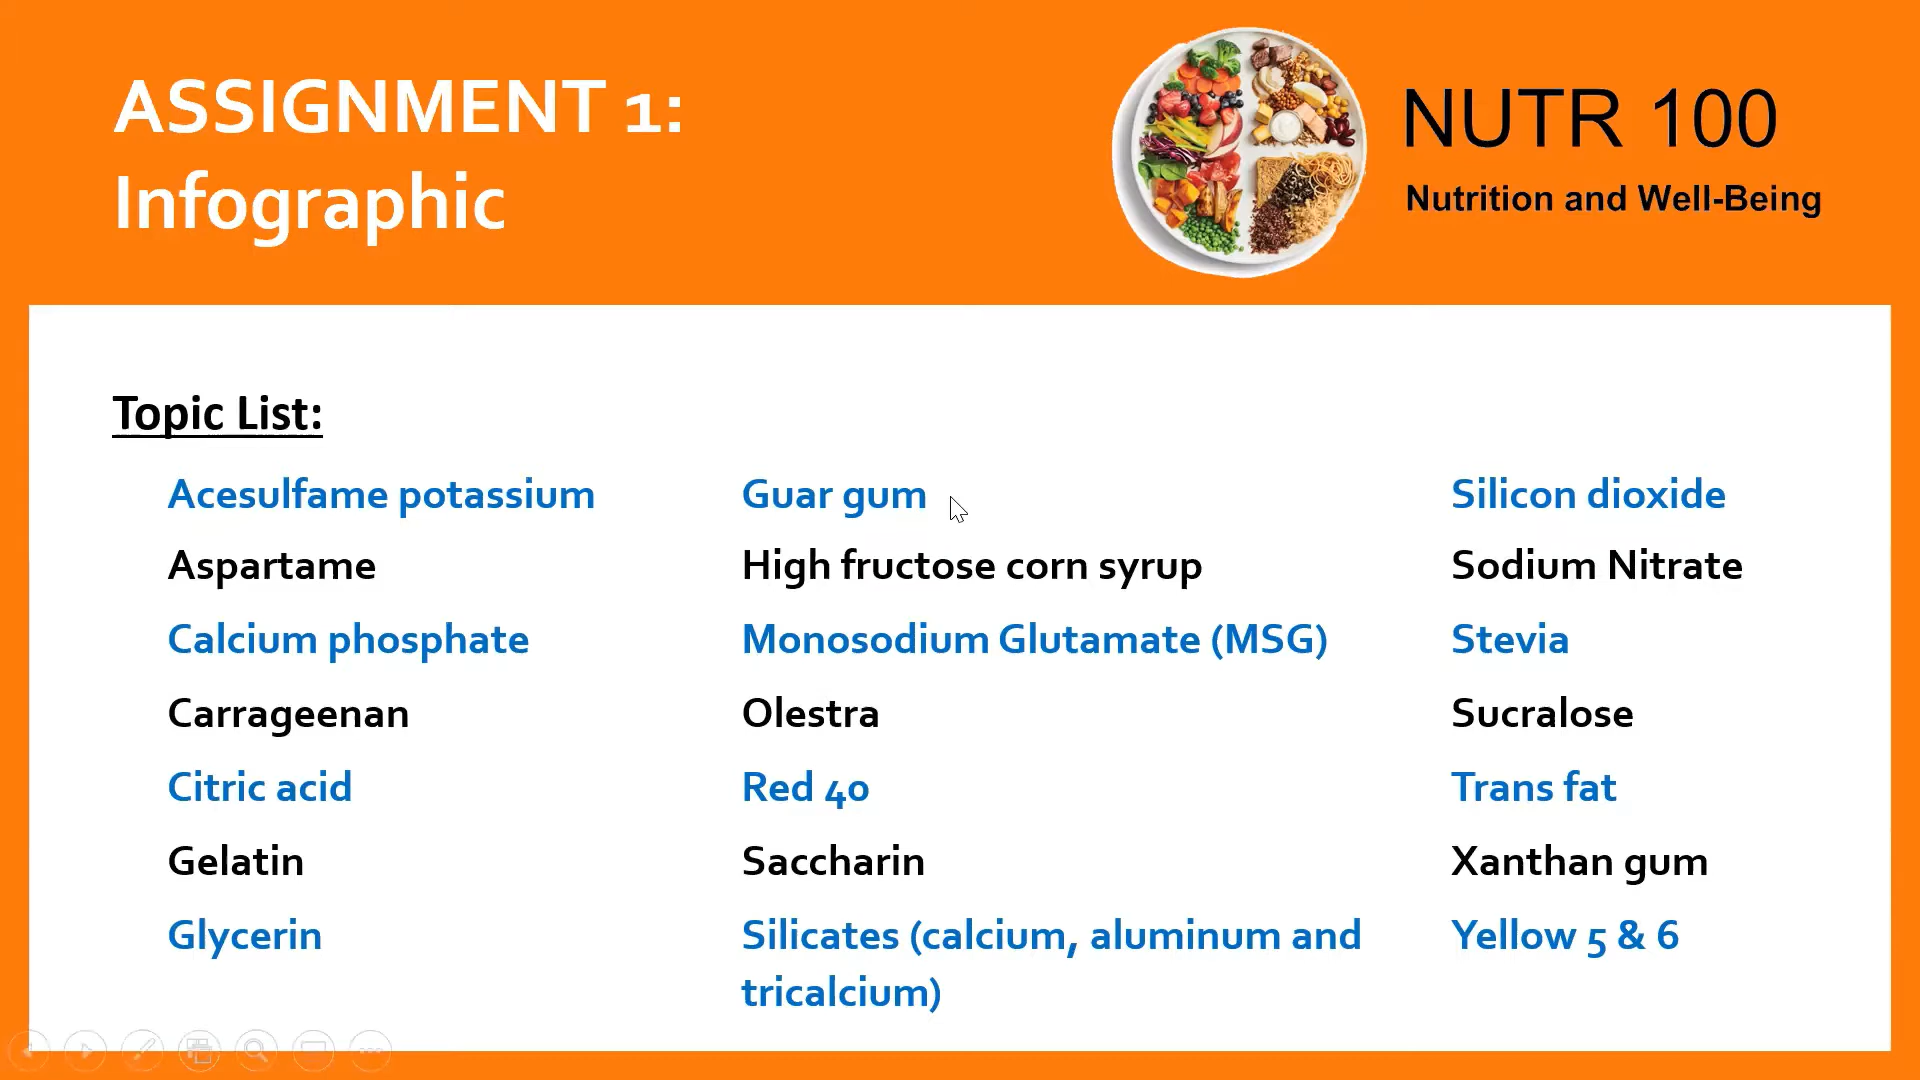 ASSIGNMENT 1:
Infographic
NUTR 100
Nutrition and Well-Being
Topic List:
Acesulfame potassium
Aspartame
Calcium phosphate
Carrageenan
Citric acid
Gelatin
Glycerin
Guar gum
High fructose corn syrup
Monosodium Glutamate (MSG)
Olestra
Red 40
Saccharin
Silicates (calcium, aluminum and
tricalcium)
Silicon dioxide
Sodium Nitrate
Stevia
Sucralose
Trans fat
Xanthan gum
Yellow 5 & 6